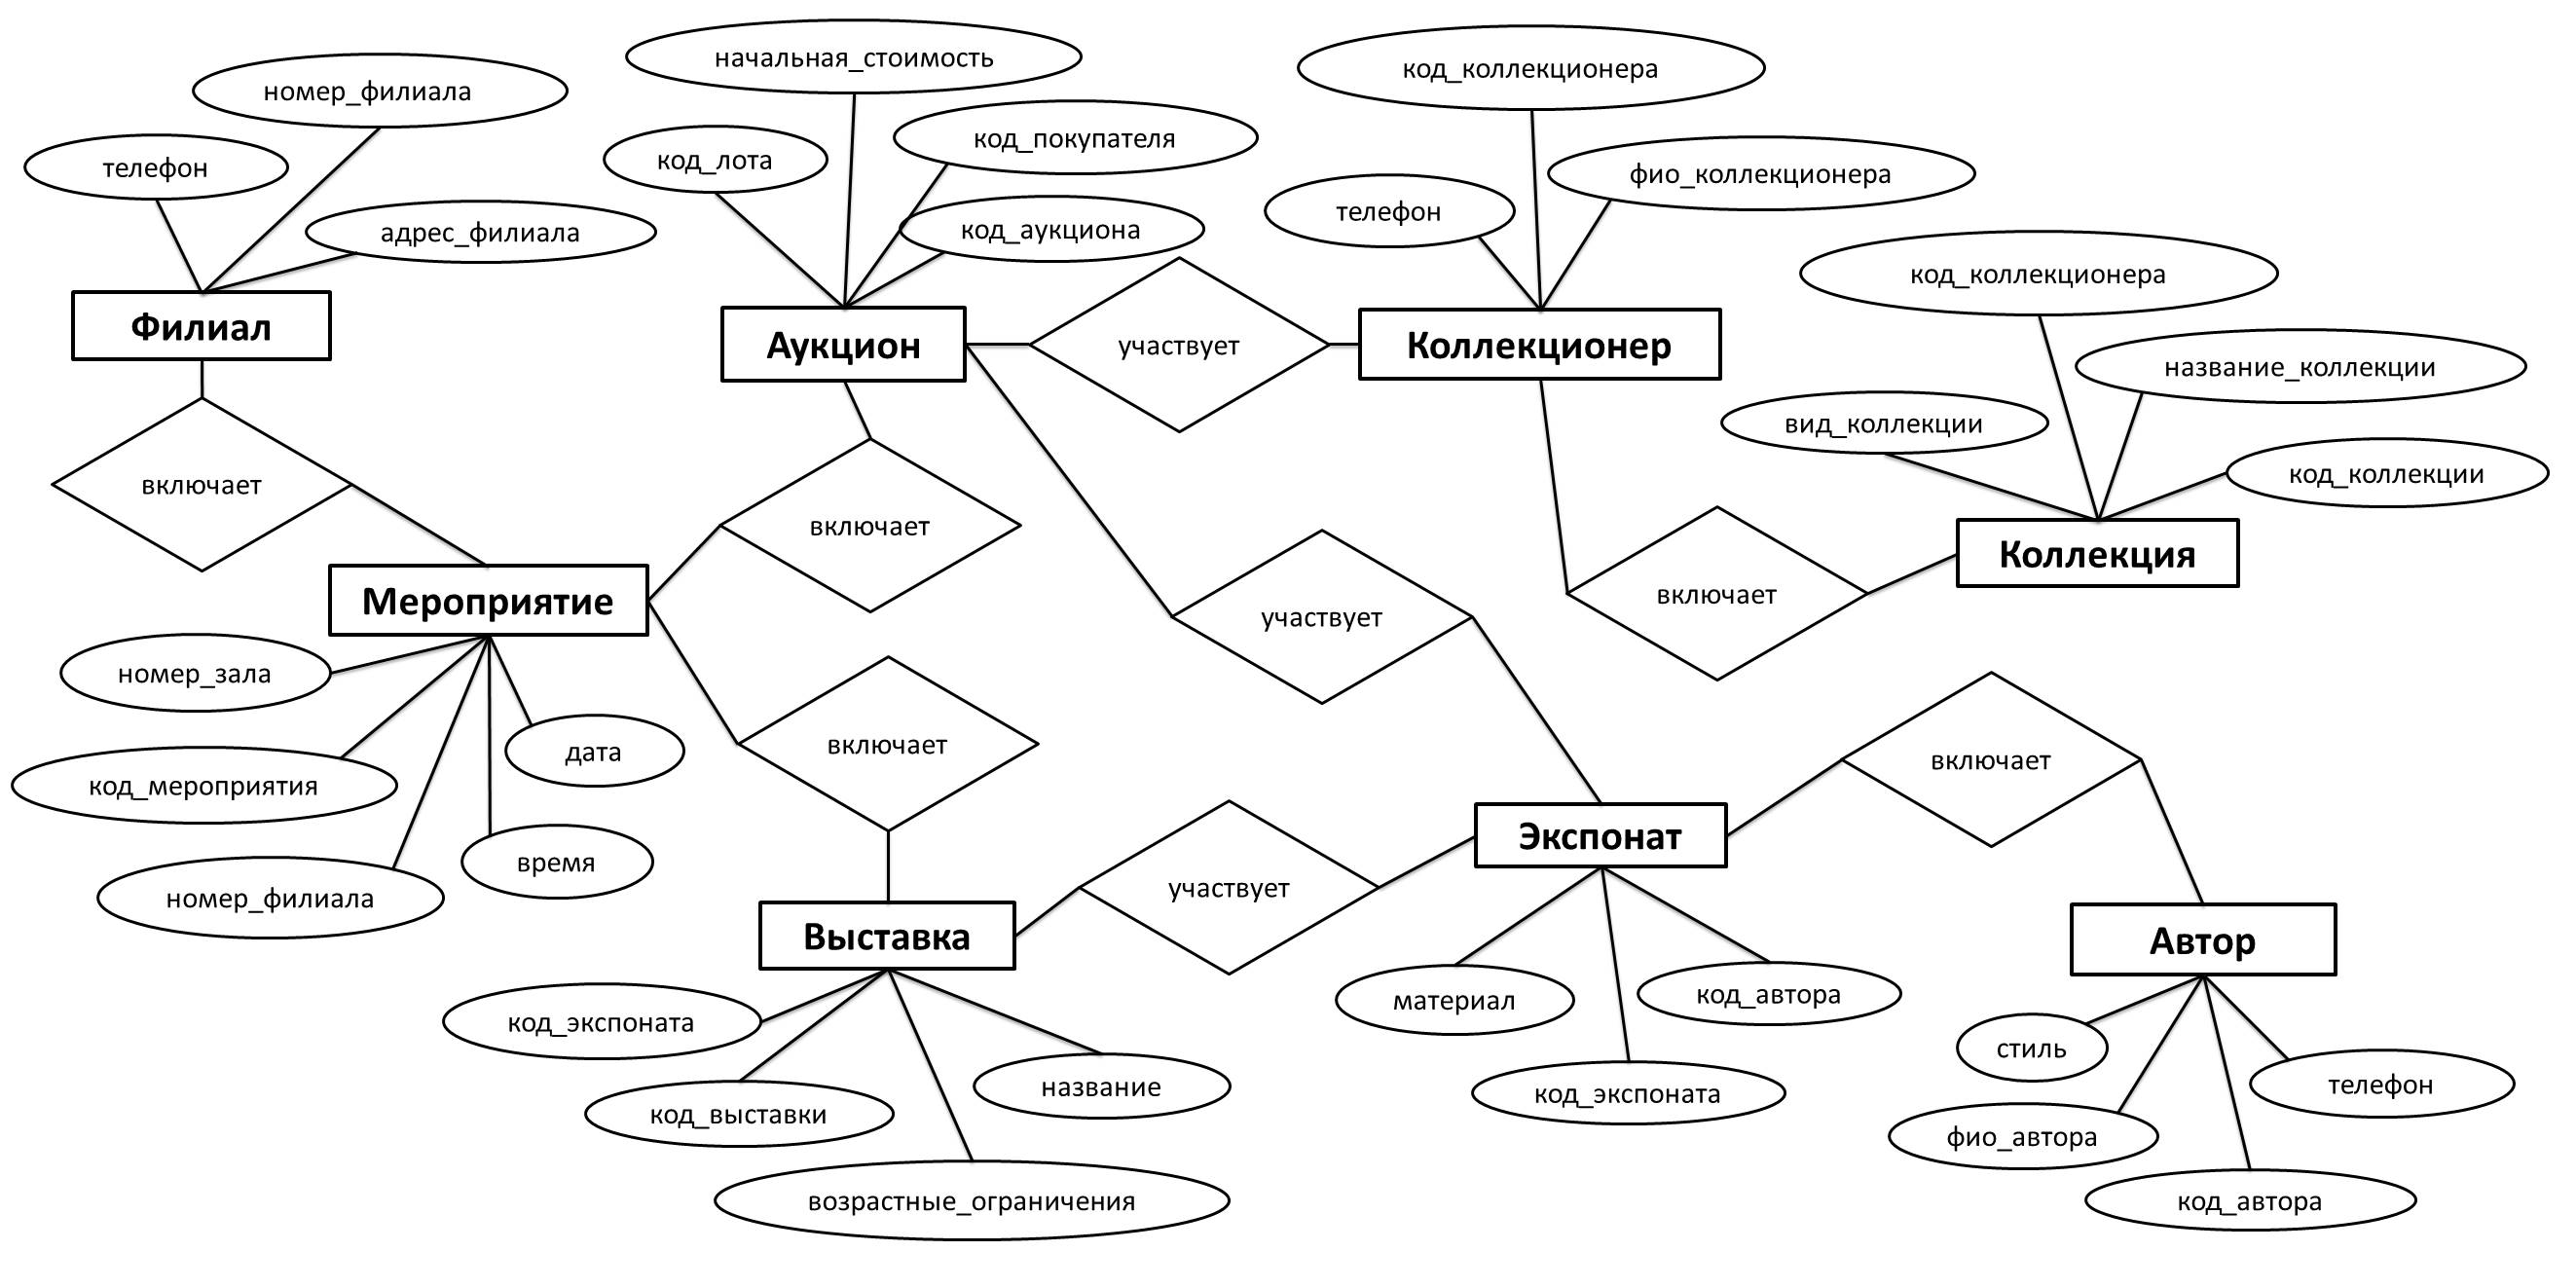 начальная_стоимость
код_коллекционера
номер_филиала
код_покупателя
телефон
код_лота
фио_коллекционера
телефон
адрес_филиала
код_аукциона
код_коллекционера
Филиал
Аукцион
участвует
Коллекционер
название_коллекции
вид_коллекции
код_коллекции
включает
включает
Коллекция
Мероприятие
участвует
включает
номер_зала
дата
включает
включает
код_мероприятия
время
номер_филиала
участвует
Экспонат
Выставка
Автор
код_экспоната
материал
код_автора
стиль
название
код_выставки
код_экспоната
телефон
фио_автора
возрастные_ограничения
код_автора